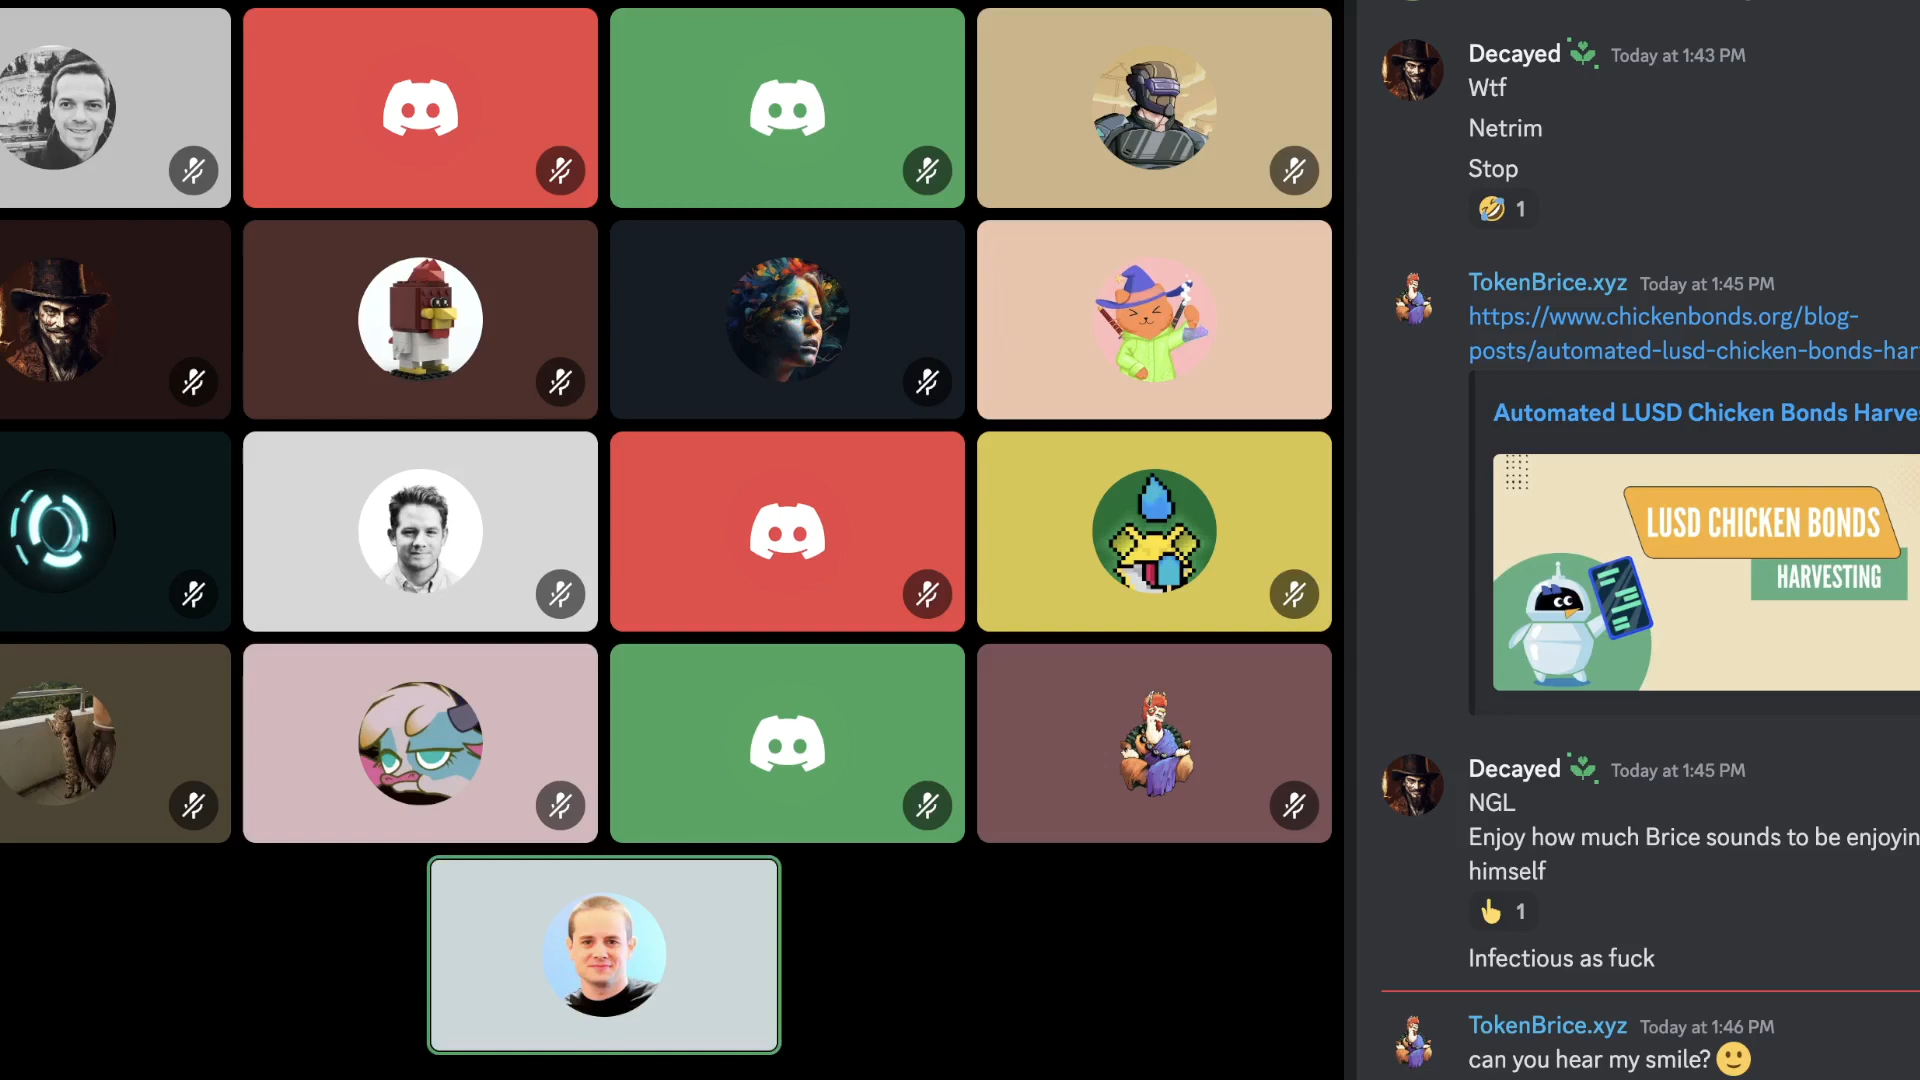 Decayed Today at 1:43 PM
Wtf
Netrim
Stop
1
TokenBrice.xyz Today at 1:45 PM
https://www.chickenbonds.org/blog-
posts/automated-lusd-chicken-bonds-har
Automated LUSD Chicken Bonds Harve
LUSD CHICKEN BONDS
HARVESTING
Decayed Today at 1:45 PM
NGL
Enjoy how much Brice sounds to be enjoyin
himself
1
Infectious as fuck
TokenBrice.xyz Today at 1:46 PM
can you hear my smile?